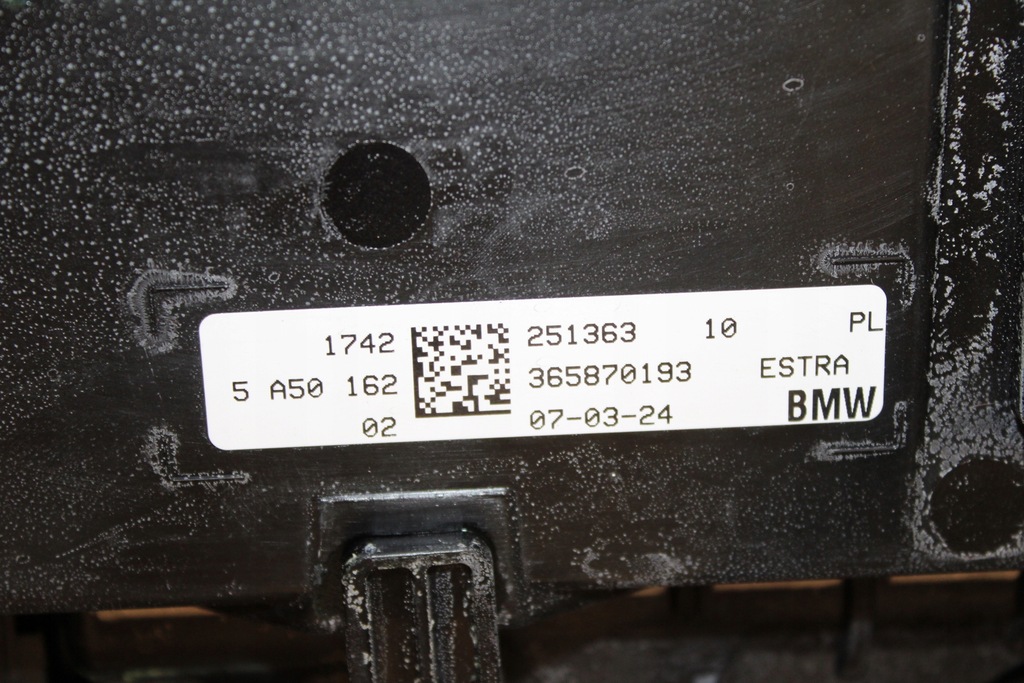 1742 251363 10 PL
5 A50 162 365870193 ESTRA
02 07-03-24 BMW